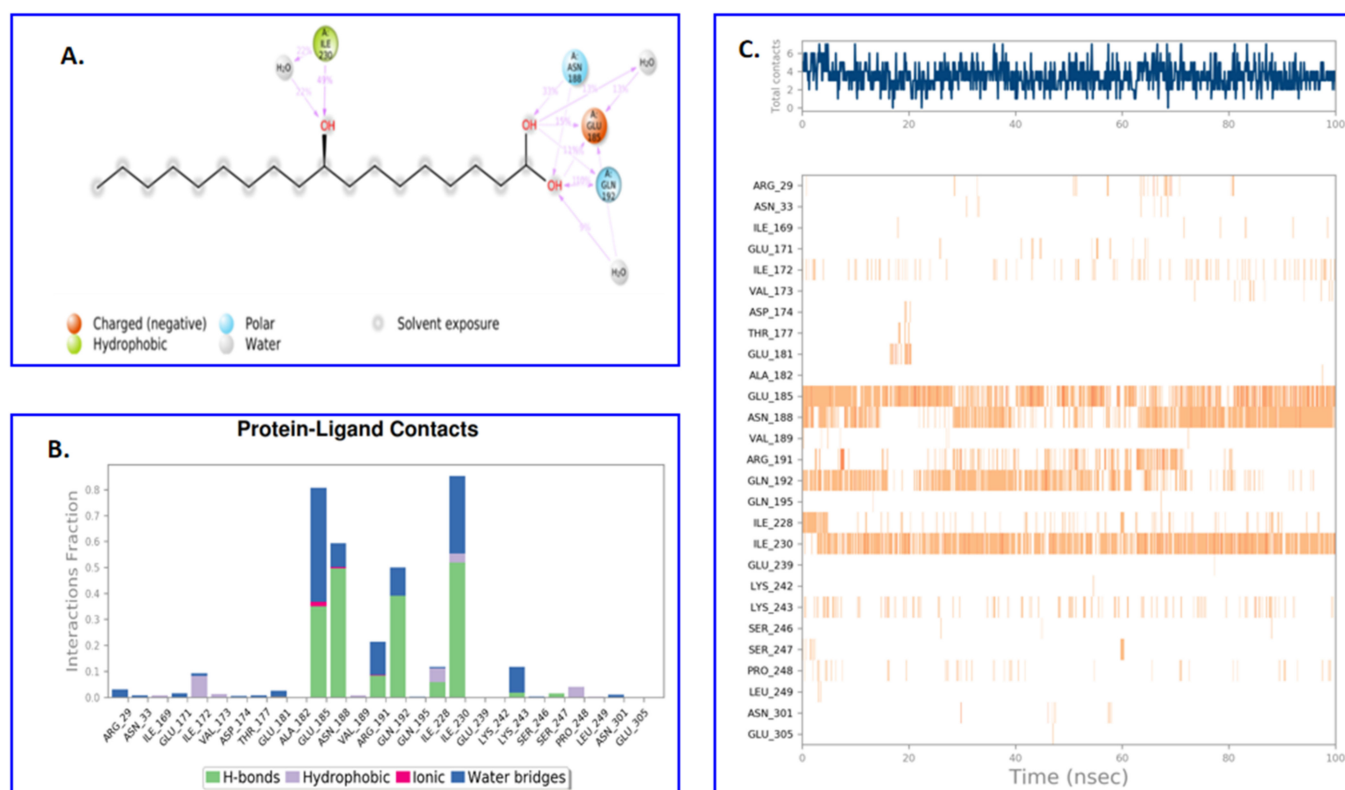 A.
A:
ILE
230
22%
H₂O
49%
22%
OH
A:
ASN
188
H₂O
33%
13%
13%
OH
15%
A:
GLU
185
11%
A:
GLN
192
OH
H₂O
Charged (negative)
Polar
Solvent exposure
Hydrophobic
Water
B.
Protein-Ligand Contacts
Interactions Fraction
0.8
0.7
0.6
0.5
0.4
0.3
0.2
0.1
0.0
ARG_29
ASN_33
ILE_169
GLU_171
ILE_172
VAL_173
ASP_174
THR_177
GLU_181
ALA_182
GLU_185
ASN_188
VAL_189
ARG_191
GLN_192
GLN_195
ILE_228
ILE_230
GLU_239
LYS_242
LYS_243
SER_246
SER_247
PRO_248
LEU_249
ASN_301
GLU_305
H-bonds Hydrophobic Ionic Water bridges
C.
Total contacts
6
4
2
0
0 20 40 60 80 100
ARG_29
ASN_33
ILE_169
GLU_171
ILE_172
VAL_173
ASP_174
THR_177
GLU_181
ALA_182
GLU_185
ASN_188
VAL_189
ARG_191
GLN_192
GLN_195
ILE_228
ILE_230
GLU_239
LYS_242
LYS_243
SER_246
SER_247
PRO_248
LEU_249
ASN_301
GLU_305
0 20 40 60 80 100
Time (nsec)